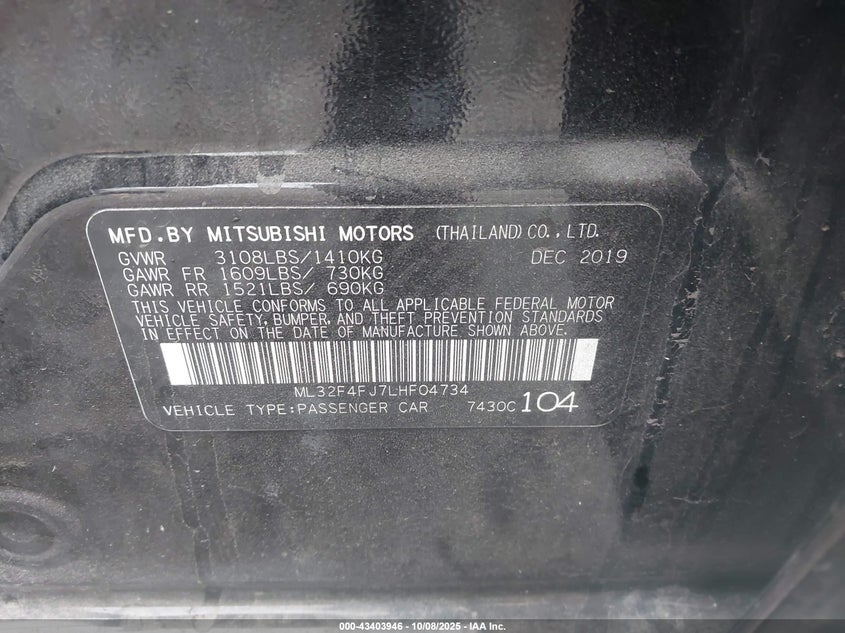 MFD.BY MITSUBISHI MOTORS (THAILAND)CO.,LTD.
GVWR 3108LBS/1410KG DEC 2019
GAWR FR 1609LBS/ 730KG
GAWR RR 1521LBS/ 690KG
THIS VEHICLE CONFORMS TO ALL APPLICABLE FEDERAL MOTOR
VEHICLE SAFETY, BUMPER, AND THEFT PREVENTION STANDARDS
IN EFFECT ON THE DATE OF MANUFACTURE SHOWN ABOVE.
ML32F4FJ7LHF04734
VEHICLE TYPE:PASSENGER CAR 7430C 104
000-43403946 - 10/08/2025 - IAA Inc.